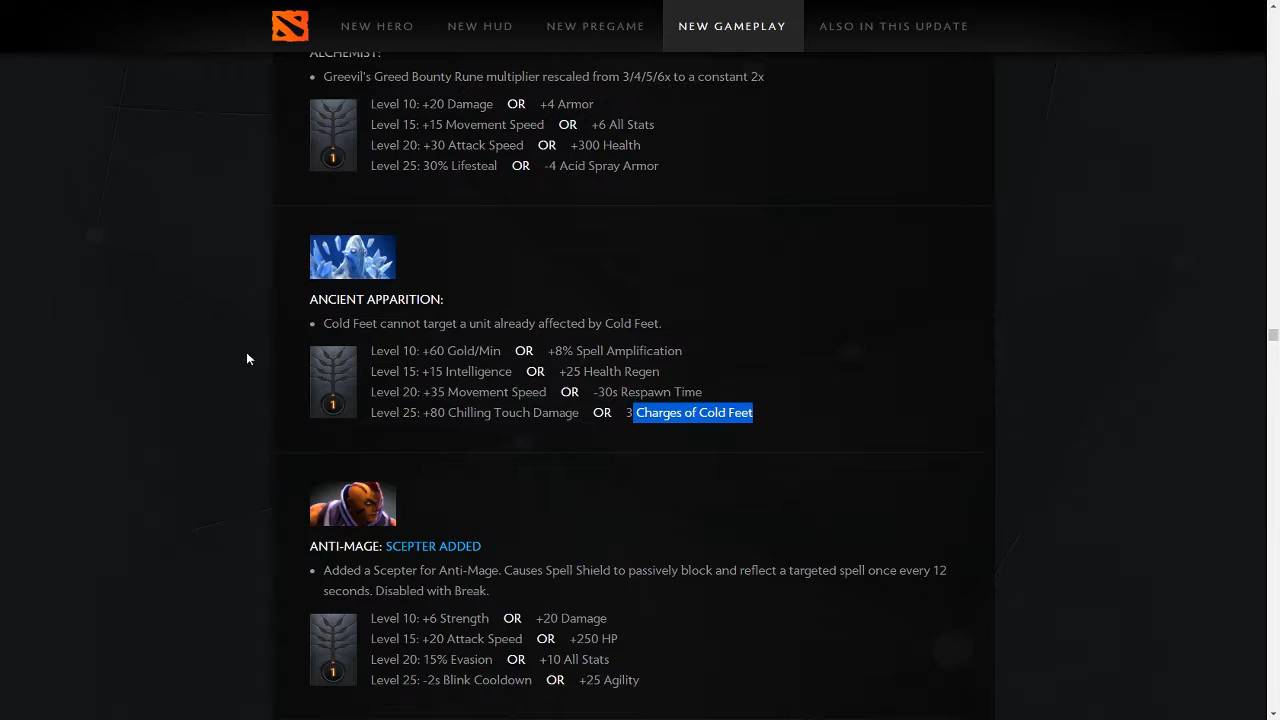 NEW HERO NEW HUD NEW PREGAME NEW GAMEPLAY ALSO IN THIS UPDATE
ALCHEMIST:
• Greevil's Greed Bounty Rune multiplier rescaled from 3/4/5/6x to a constant 2x
Level 10: +20 Damage OR +4 Armor
Level 15: +15 Movement Speed OR +6 All Stats
Level 20: +30 Attack Speed OR +300 Health
Level 25: 30% Lifesteal OR -4 Acid Spray Armor
1
ANCIENT APPARITION:
• Cold Feet cannot target a unit already affected by Cold Feet.
Level 10: +60 Gold/Min OR +8% Spell Amplification
Level 15: +15 Intelligence OR +25 Health Regen
Level 20: +35 Movement Speed OR -30s Respawn Time
Level 25: +80 Chilling Touch Damage OR 3 Charges of Cold Feet
1
ANTI-MAGE: SCEPTER ADDED
• Added a Scepter for Anti-Mage. Causes Spell Shield to passively block and reflect a targeted spell once every 12
seconds. Disabled with Break.
Level 10: +6 Strength OR +20 Damage
Level 15: +20 Attack Speed OR +250 HP
Level 20: 15% Evasion OR +10 All Stats
Level 25: -2s Blink Cooldown OR +25 Agility
1